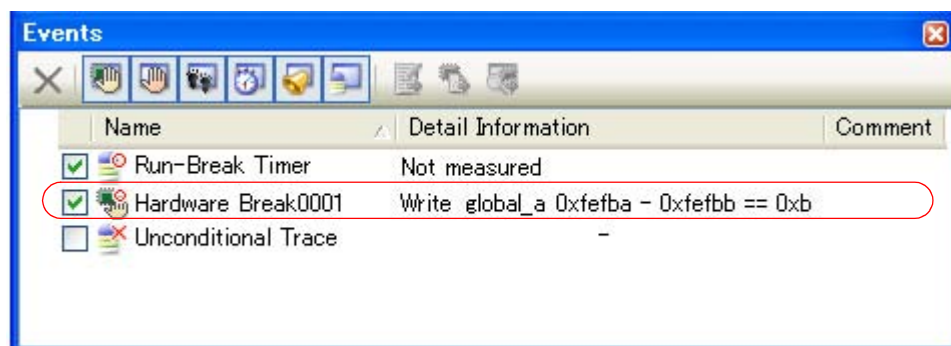 Events
Name Detail Information Comment
Run-Break Timer Not measured
Hardware Break0001 Write global_a 0xfefba - 0xfefbb == 0xb
Unconditional Trace -